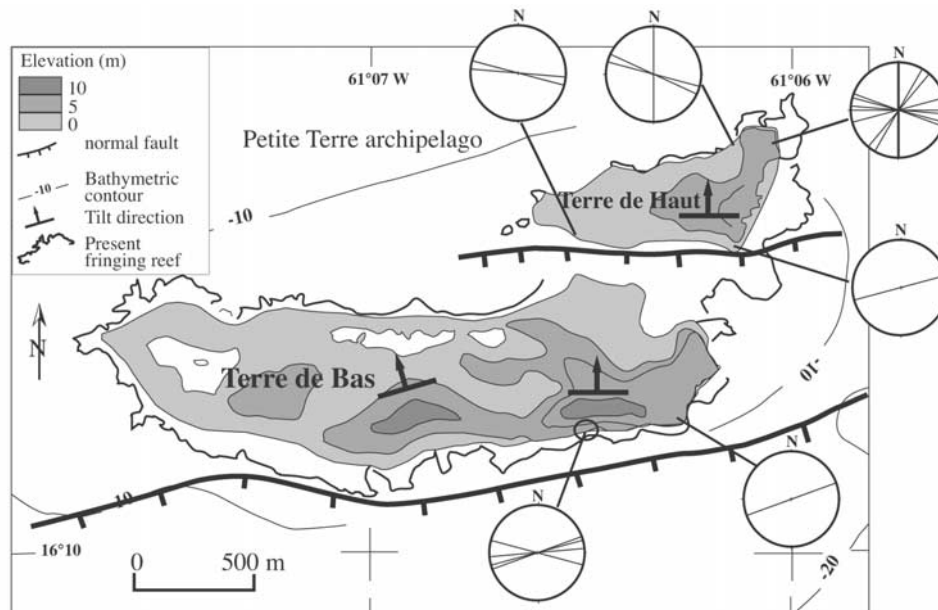 N
N
N
Elevation (m)
10
5
0
normal fault
-10
Bathymetric
contour
Tilt direction
Present
fringing reef
61°07 W
61°06 W
Petite Terre archipelago
-10
Terre de Haut
N
N
Terre de Bas
-10
-10
N
N
16°10
0
500 m
-20